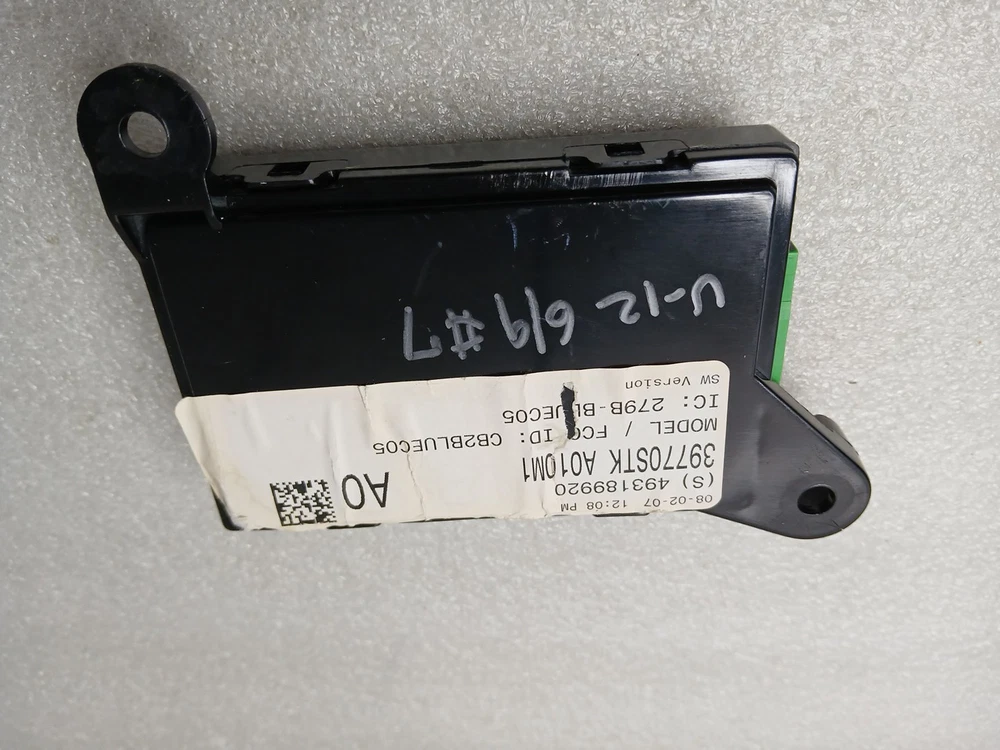 08-02-07 12:08 PM
(S) 493189920
39770STK A010M1
A0
MODEL / FCC ID: CB2BLUEC05
IC: 279B-BLUEC05
SW Version
U-12 6/9 #7